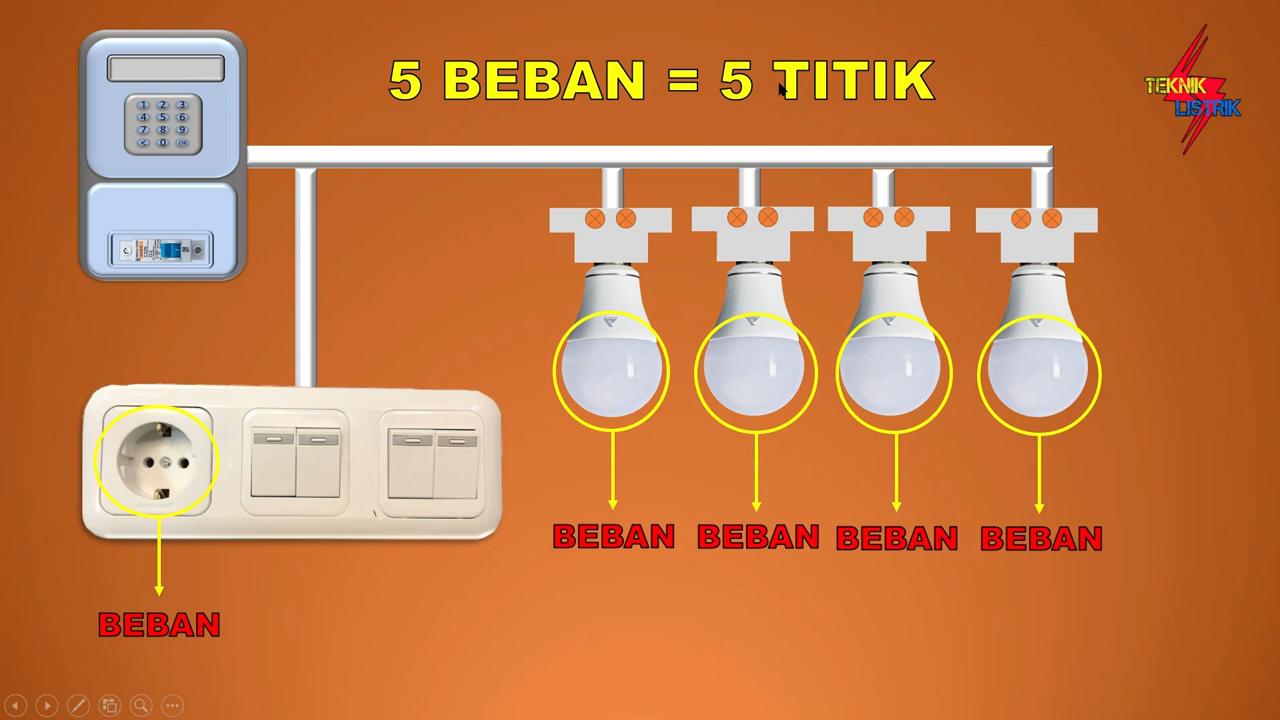 5 BEBAN = 5 TITIK
TEKNIK
LISTRIK
1 2 3
4 5 6
7 8 9
< 0
BEBAN BEBAN BEBAN BEBAN
BEBAN